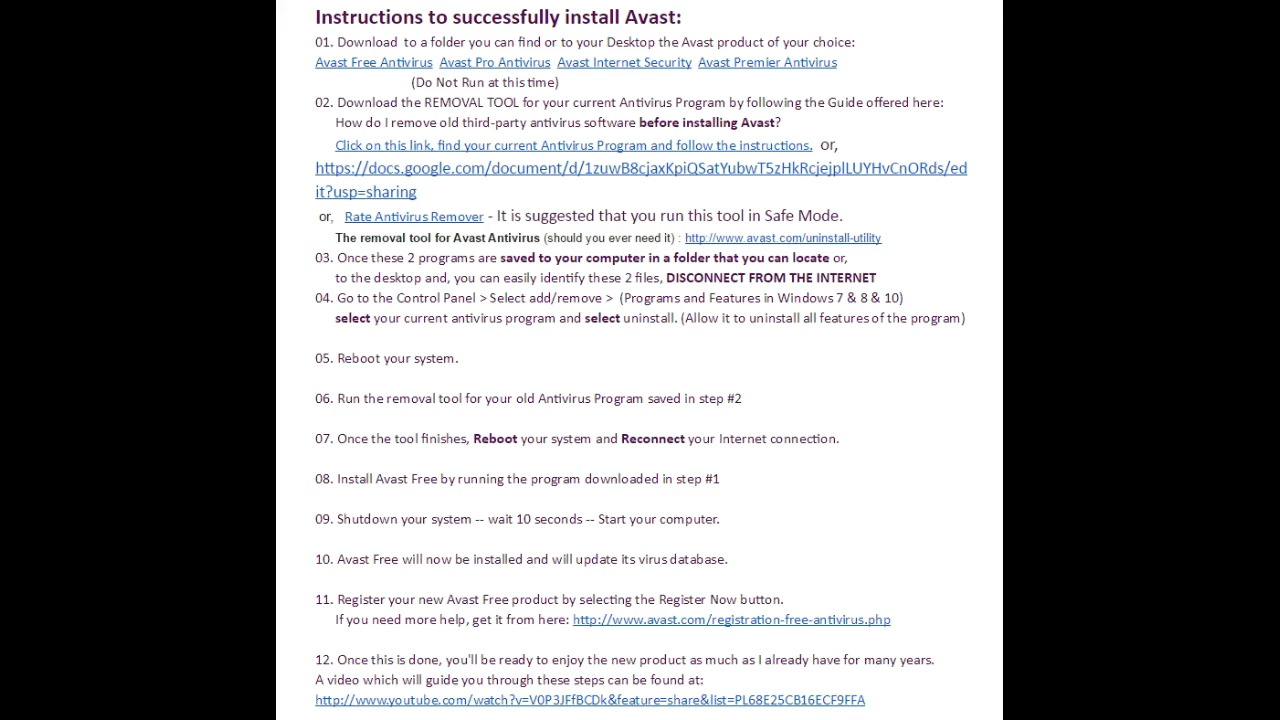 Instructions to successfully install Avast:
01. Download to a folder you can find or to your Desktop the Avast product of your choice:
Avast Free Antivirus Avast Pro Antivirus Avast Internet Security Avast Premier Antivirus
(Do Not Run at this time)
02. Download the REMOVAL TOOL for your current Antivirus Program by following the Guide offered here:
How do I remove old third-party antivirus software before installing Avast?
Click on this link, find your current Antivirus Program and follow the instructions. or,
https://docs.google.com/document/d/1zuwB8cjaxKpiQSatYubwT5zHkRcjejplLUYHvCnORds/ed
it?usp=sharing
or, Rate Antivirus Remover - It is suggested that you run this tool in Safe Mode.
The removal tool for Avast Antivirus (should you ever need it) : http://www.avast.com/uninstall-utility
03. Once these 2 programs are saved to your computer in a folder that you can locate or,
to the desktop and, you can easily identify these 2 files, DISCONNECT FROM THE INTERNET
04. Go to the Control Panel > Select add/remove > (Programs and Features in Windows 7 & 8 & 10)
select your current antivirus program and select uninstall. (Allow it to uninstall all features of the program)
05. Reboot your system.
06. Run the removal tool for your old Antivirus Program saved in step #2
07. Once the tool finishes, Reboot your system and Reconnect your Internet connection.
08. Install Avast Free by running the program downloaded in step #1
09. Shutdown your system -- wait 10 seconds -- Start your computer.
10. Avast Free will now be installed and will update its virus database.
11. Register your new Avast Free product by selecting the Register Now button.
If you need more help, get it from here: http://www.avast.com/registration-free-antivirus.php
12. Once this is done, you'll be ready to enjoy the new product as much as I already have for many years.
A video which will guide you through these steps can be found at:
http://www.youtube.com/watch?v=V0P3JFfBCDk&feature=share&list=PL68E25CB16ECF9FFA